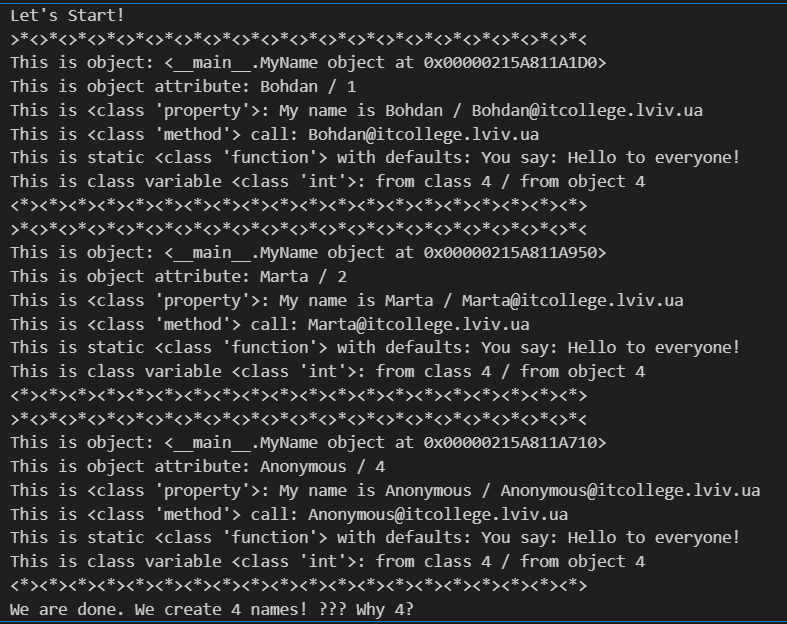 Let's Start!
>*<>*<>*<>*<>*<>*<>*<>*<>*<>*<>*<>*<>*<>*<>*<>*<>*<>*<>*<>*<
This is object: <__main__.MyName object at 0x00000215A811A1D0>
This is object attribute: Bohdan / 1
This is <class 'property'>: My name is Bohdan / Bohdan@itcollege.lviv.ua
This is <class 'method'> call: Bohdan@itcollege.lviv.ua
This is static <class 'function'> with defaults: You say: Hello to everyone!
This is class variable <class 'int'>: from class 4 / from object 4
<*><*><*><*><*><*><*><*><*><*><*><*><*><*><*><*><*><*><*><*>
>*<>*<>*<>*<>*<>*<>*<>*<>*<>*<>*<>*<>*<>*<>*<>*<>*<>*<>*<>*<
This is object: <__main__.MyName object at 0x00000215A811A950>
This is object attribute: Marta / 2
This is <class 'property'>: My name is Marta / Marta@itcollege.lviv.ua
This is <class 'method'> call: Marta@itcollege.lviv.ua
This is static <class 'function'> with defaults: You say: Hello to everyone!
This is class variable <class 'int'>: from class 4 / from object 4
<*><*><*><*><*><*><*><*><*><*><*><*><*><*><*><*><*><*><*><*>
>*<>*<>*<>*<>*<>*<>*<>*<>*<>*<>*<>*<>*<>*<>*<>*<>*<>*<>*<>*<
This is object: <__main__.MyName object at 0x00000215A811A710>
This is object attribute: Anonymous / 4
This is <class 'property'>: My name is Anonymous / Anonymous@itcollege.lviv.ua
This is <class 'method'> call: Anonymous@itcollege.lviv.ua
This is static <class 'function'> with defaults: You say: Hello to everyone!
This is class variable <class 'int'>: from class 4 / from object 4
<*><*><*><*><*><*><*><*><*><*><*><*><*><*><*><*><*><*><*><*>
We are done. We create 4 names! ??? Why 4?